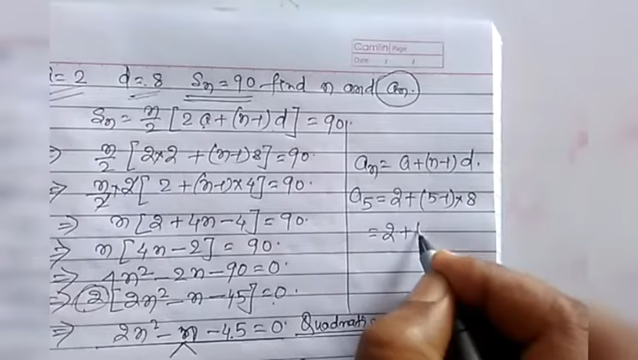 Camlin Page
Date / /
= 2 d = 8 Sn = 90 find n and an.
Sn = n/2 [2a + (n-1) d] = 90
⇒ n/2 [2×2 + (n-1) 8] = 90.
⇒ n/2 × 2 [2 + (n-1)×4] = 90.
⇒ n [2 + 4n - 4] = 90.
⇒ n [4n - 2] = 90.
⇒ 4n² - 2n - 90 = 0.
⇒ 2 [2n² - n - 45] = 0.
⇒ 2n² - n - 45 = 0.
an = a + (n-1) d.
a5 = 2 + (5-1)×8
= 2 +